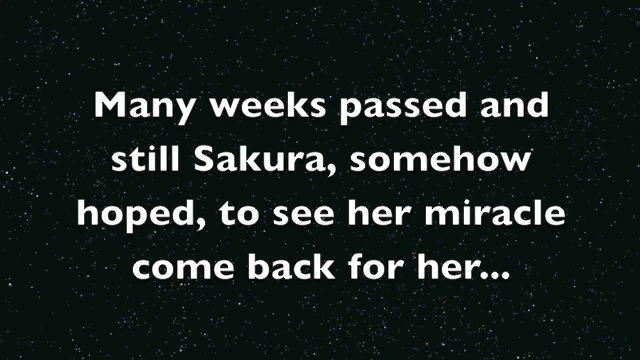 Many weeks passed and
still Sakura, somehow
hoped, to see her miracle
come back for her...